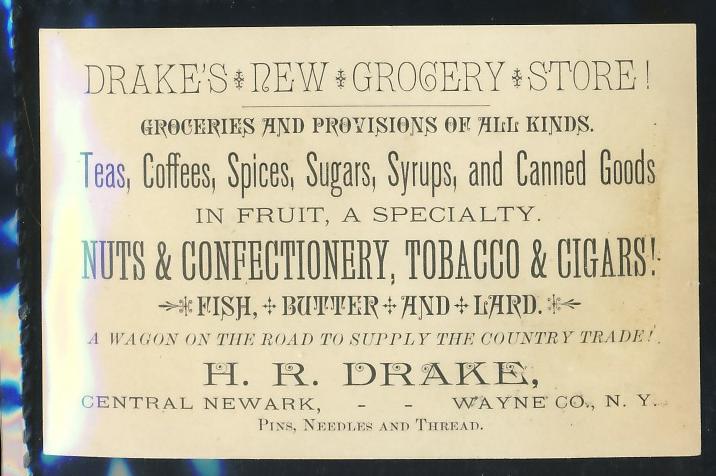 DRAKE'S NEW GROCERY STORE!
GROCERIES AND PROVISIONS OF ALL KINDS.
Teas, Coffees, Spices, Sugars, Syrups, and Canned Goods
IN FRUIT, A SPECIALTY.
NUTS & CONFECTIONERY, TOBACCO & CIGARS!
FISH, BUTTER AND LARD.
A WAGON ON THE ROAD TO SUPPLY THE COUNTRY TRADE!
H. R. DRAKE,
CENTRAL NEWARK, - - WAYNE CO., N. Y.
PINS, NEEDLES AND THREAD.